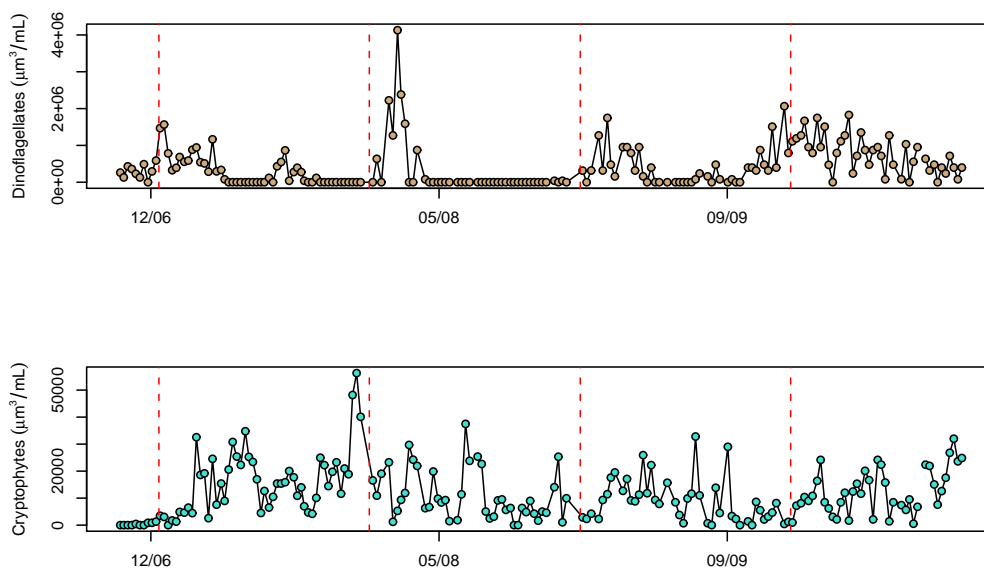 Dinoflagellates (μm³/mL)
4e+06
2e+06
0e+00
12/06
05/08
09/09
Cryptophytes (μm³/mL)
50000
20000
0
12/06
05/08
09/09